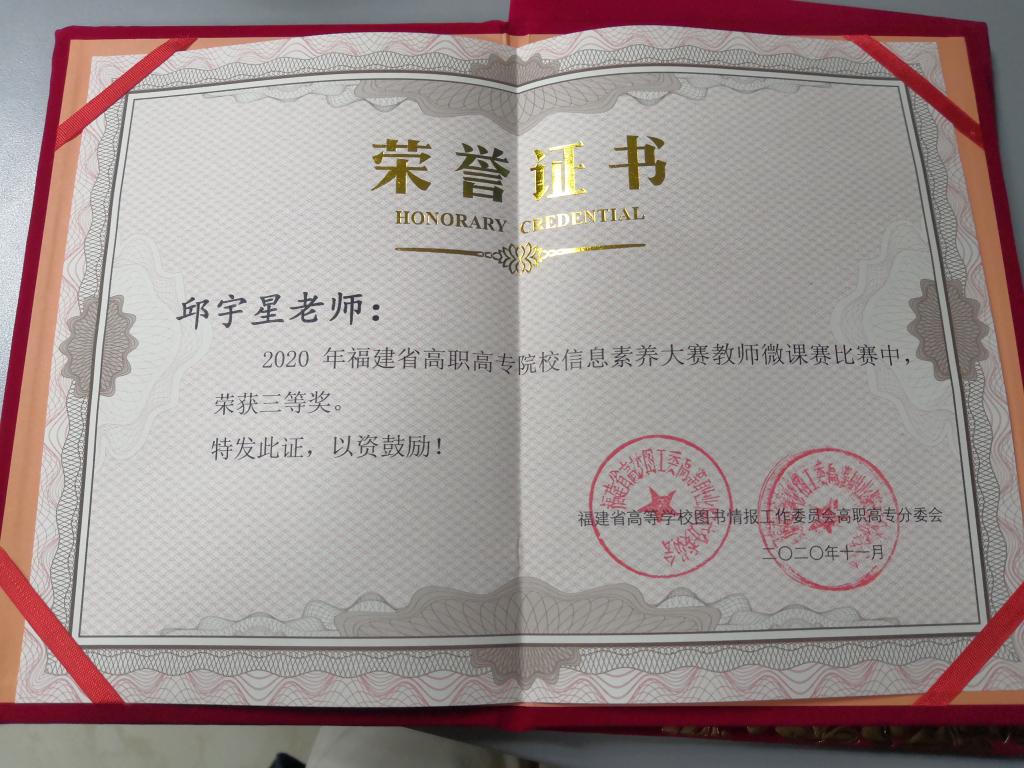 荣誉证书
HONORARY CREDENTIAL
邱宇星老师：
2020 年福建省高职高专院校信息素养大赛教师微课赛比赛中，
荣获三等奖。
特发此证，以资鼓励！
福建省高等学校图书情报工作委员会高职高专分委会
二〇二〇年十一月